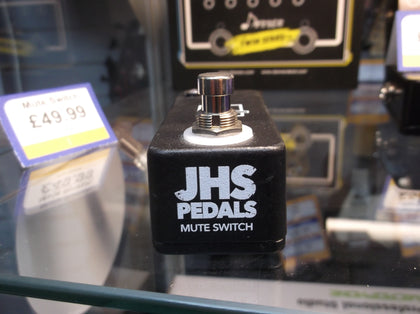 Mute Switch
£49.99
JHS
PEDALS
MUTE SWITCH